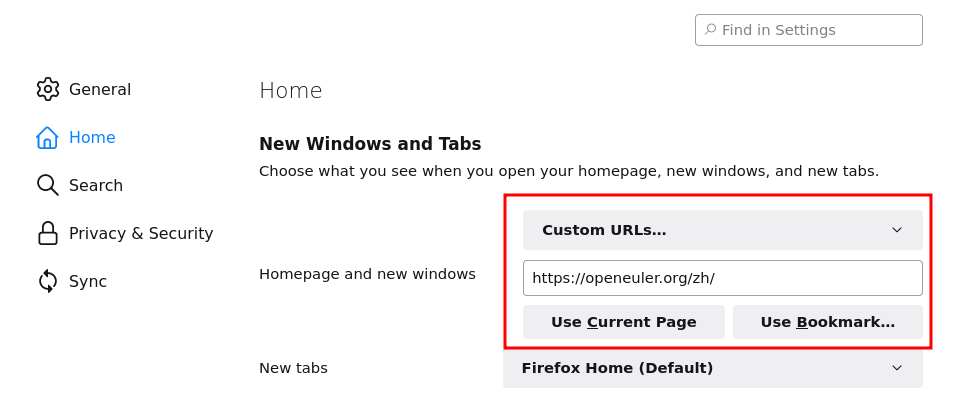 Find in Settings
General
Home
Search
Privacy & Security
Sync
Home
New Windows and Tabs
Choose what you see when you open your homepage, new windows, and new tabs.
Homepage and new windows
Custom URLs...
https://openeuler.org/zh/
Use Current Page
Use Bookmark...
New tabs
Firefox Home (Default)